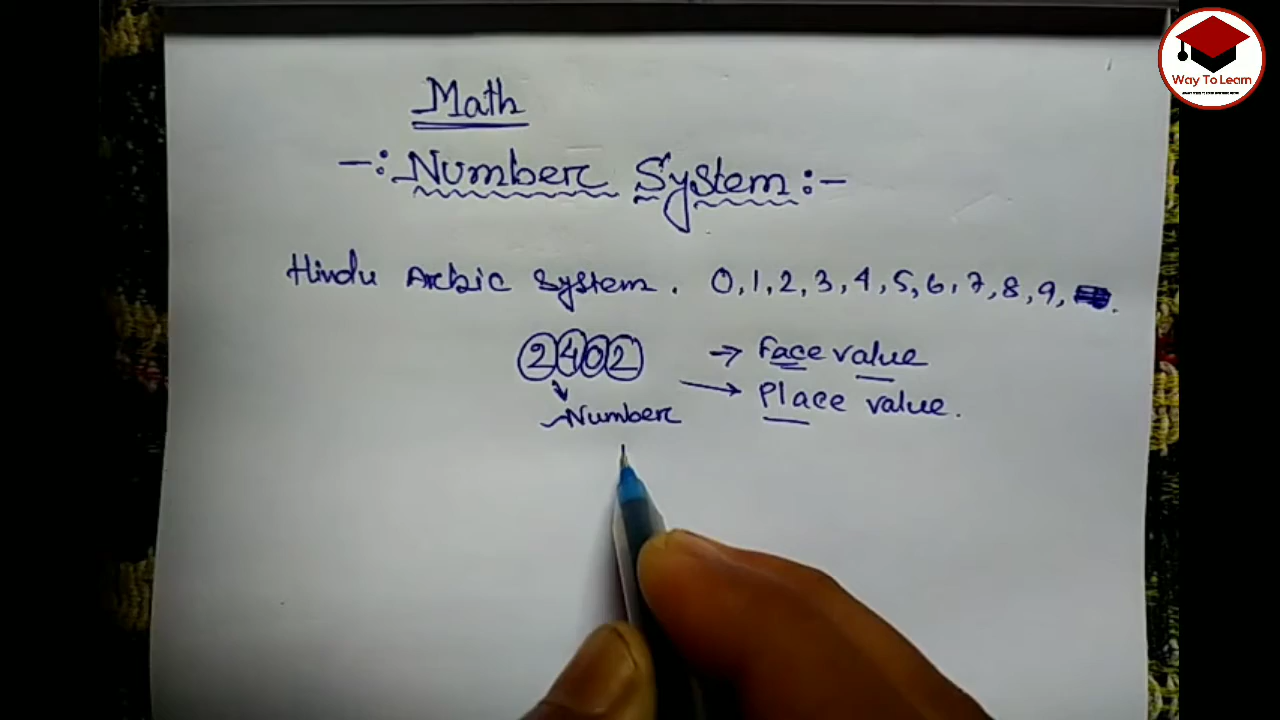 Math
-: Number System :-
Hindu Arbic System. 0, 1, 2, 3, 4, 5, 6, 7, 8, 9,
2402 → Face value
→ Place value.
Number
Way To Learn